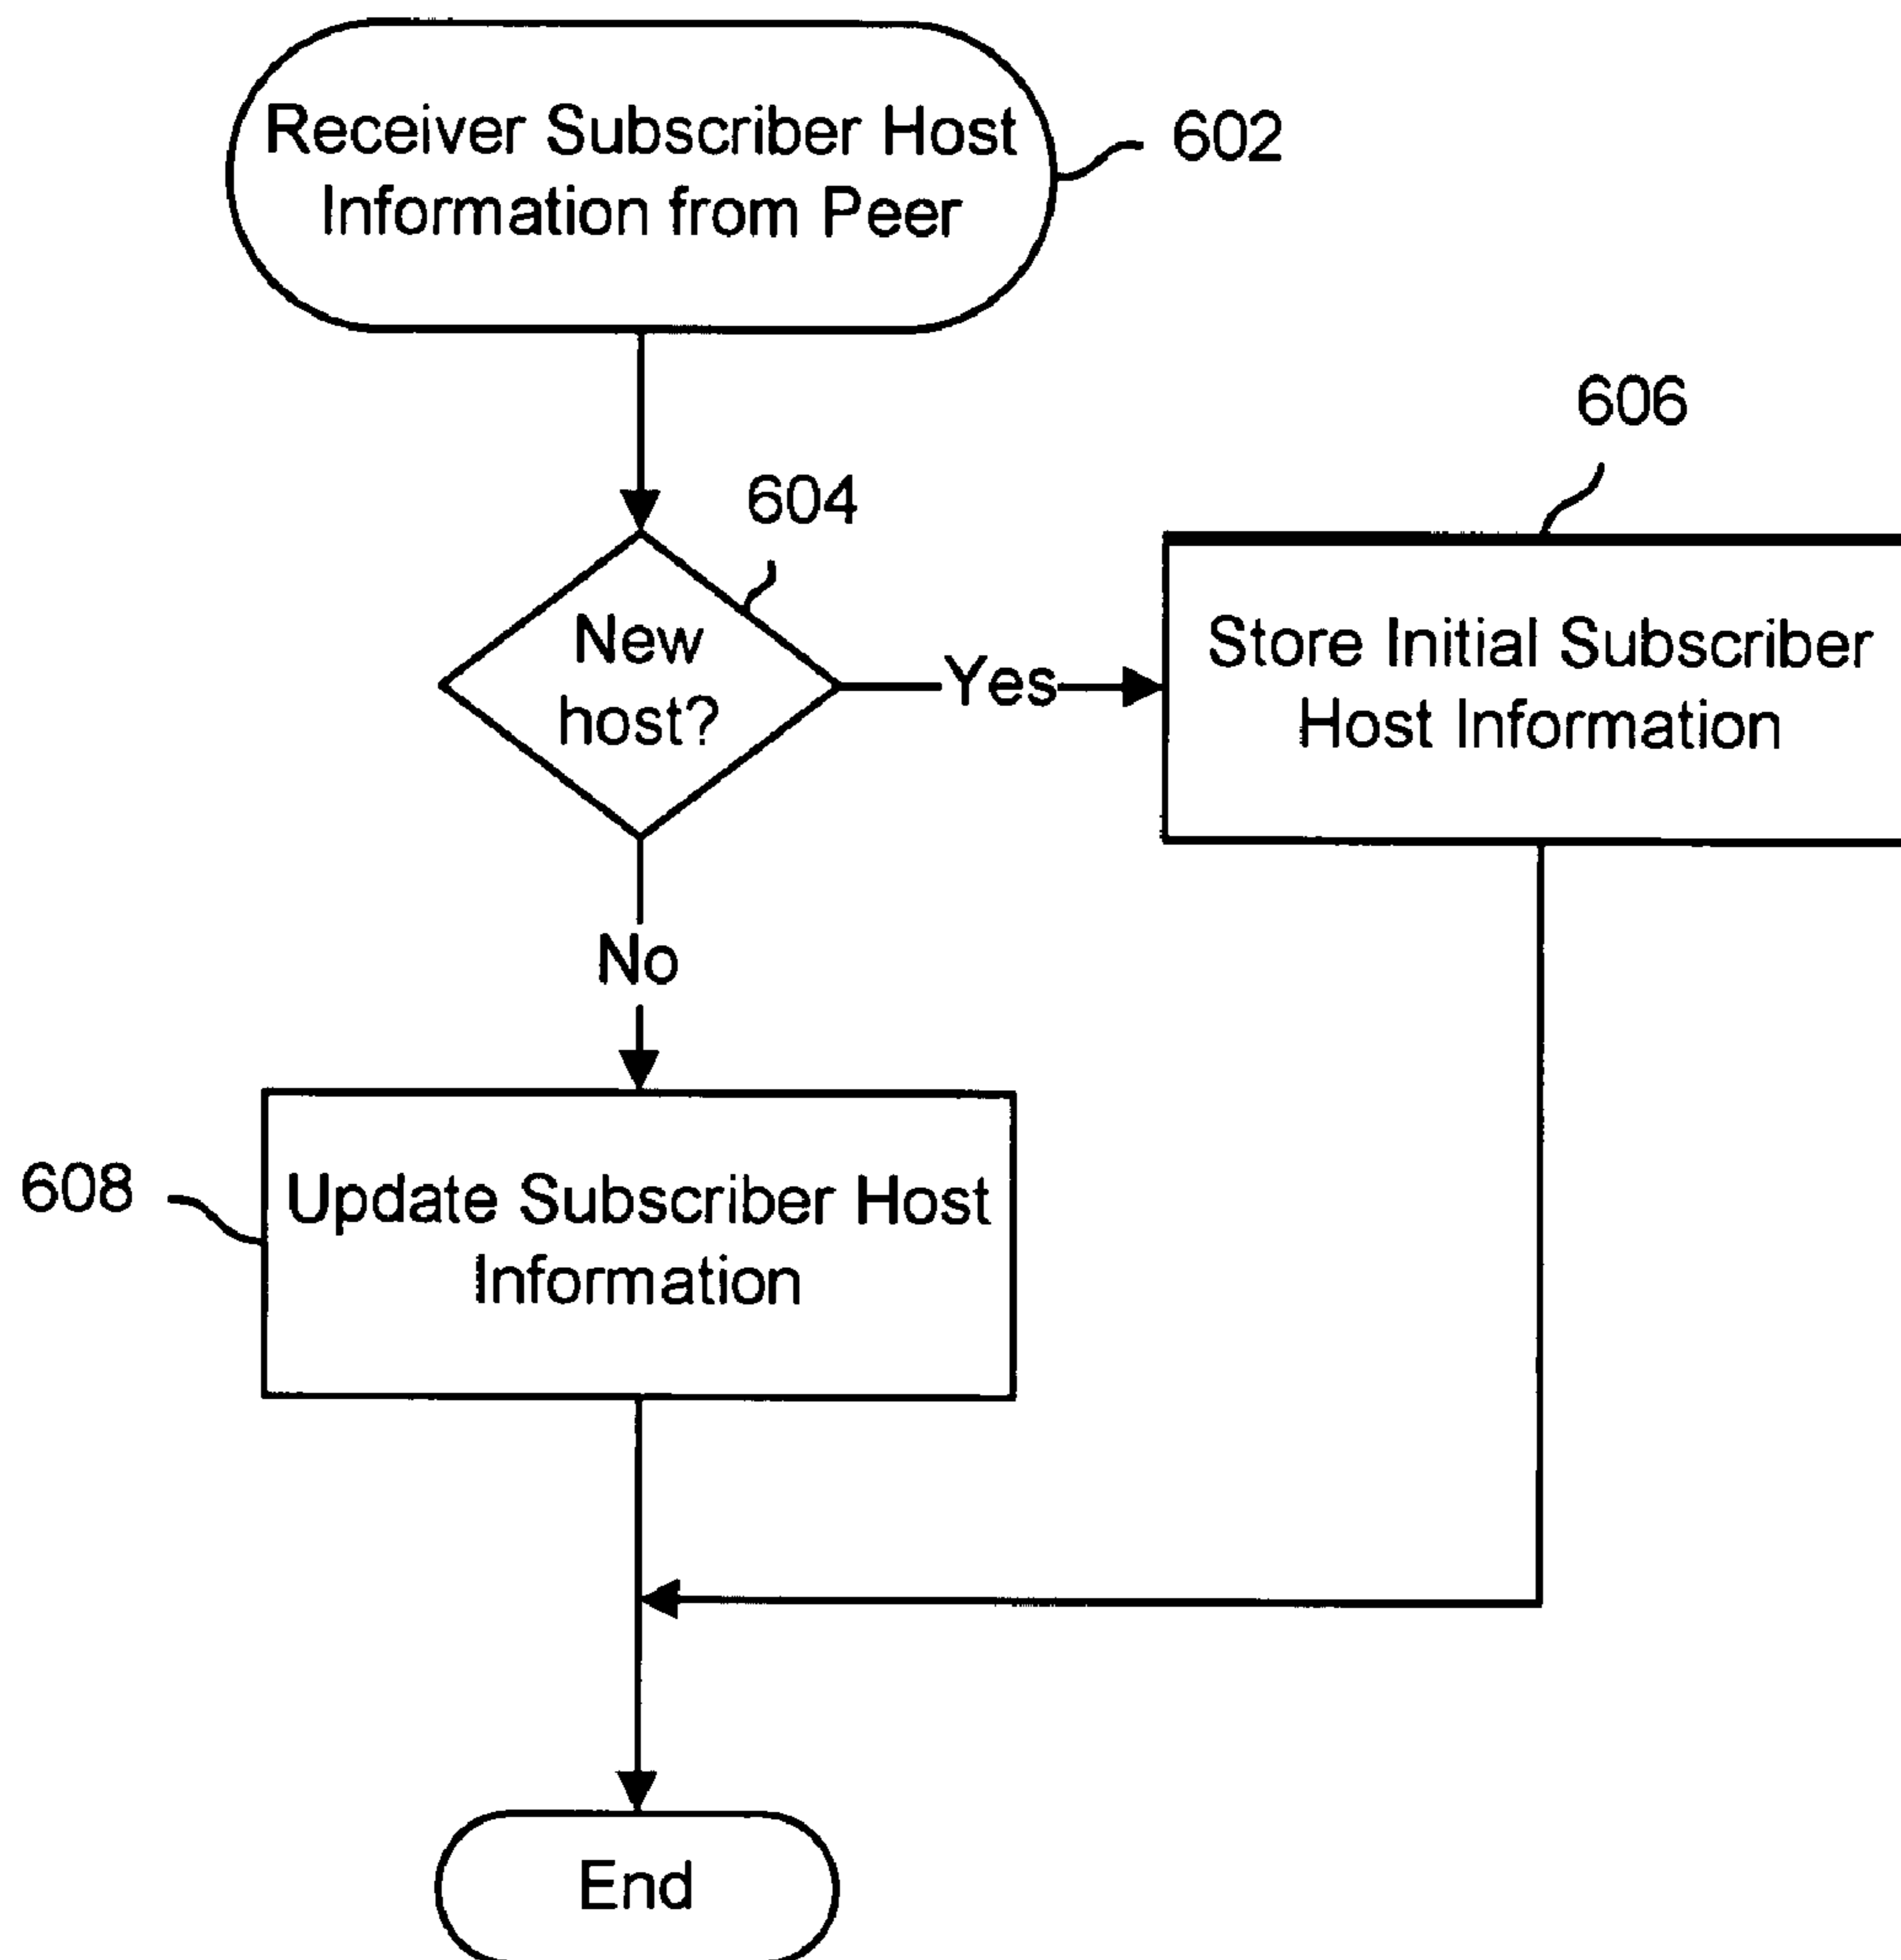 Receiver Subscriber Host
Information from Peer
602
604
New
host?
Yes
606
Store Initial Subscriber
Host Information
No
608
Update Subscriber Host
Information
End